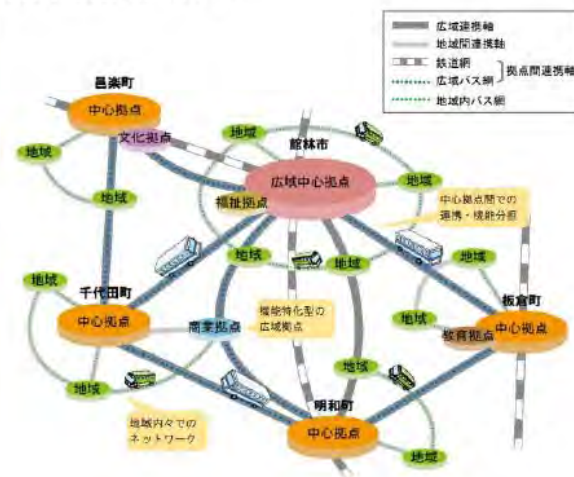 広域連携軸
地域間連携軸
鉄道網
広域バス網
拠点間連携軸
地域内バス網
邑楽町
中心拠点
文化拠点
地域
地域
館林市
広域中心拠点
福祉拠点
地域
地域
地域
地域
地域
中心拠点間での
連携・機能分担
千代田町
中心拠点
地域
地域
商業拠点
機能特化型の
広域拠点
地域内々での
ネットワーク
板倉町
中心拠点
教育拠点
地域
地域
明和町
中心拠点
地域
地域